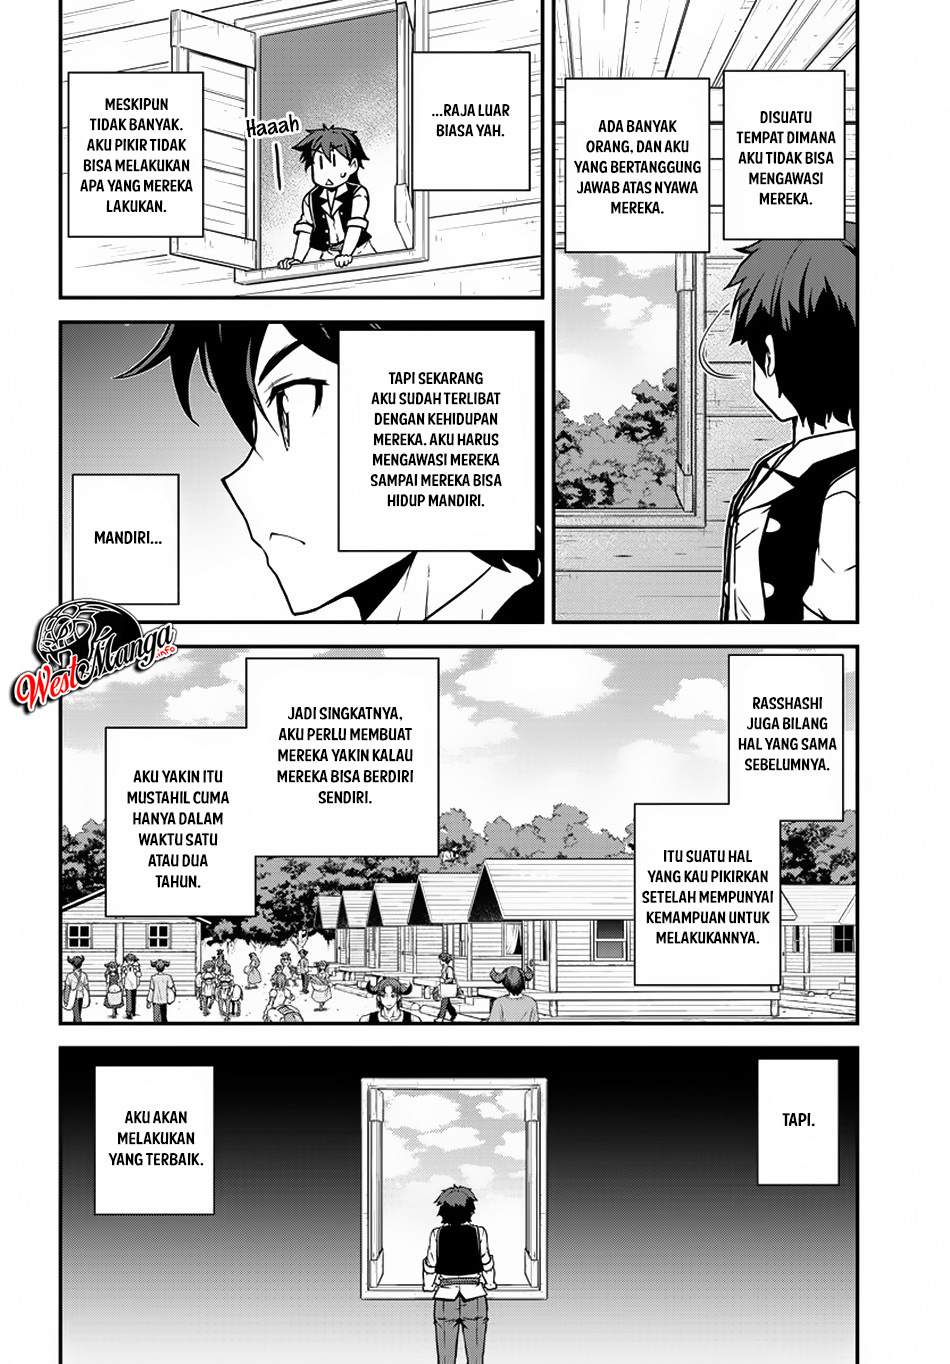 DISUATU
TEMPAT DIMANA
AKU TIDAK BISA
MENGAWASI
MEREKA.
ADA BANYAK
ORANG, DAN AKU
YANG BERTANGGUNG
JAWAB ATAS NYAWA
MEREKA.
...RAJA LUAR
BIASA YAH.
Haaah
MESKIPUN
TIDAK BANYAK.
AKU PIKIR TIDAK
BISA MELAKUKAN
APA YANG MEREKA
LAKUKAN.
TAPI SEKARANG
AKU SUDAH TERLIBAT
DENGAN KEHIDUPAN
MEREKA. AKU HARUS
MENGAWASI MEREKA
SAMPAI MEREKA BISA
HIDUP MANDIRI.
MANDIRI...
WestManga
.info
RASSHASHI
JUGA BILANG
HAL YANG SAMA
SEBELUMNYA.
ITU SUATU HAL
YANG KAU PIKIRKAN
SETELAH MEMPUNYAI
KEMAMPUAN UNTUK
MELAKUKANNYA.
JADI SINGKATNYA,
AKU PERLU MEMBUAT
MEREKA YAKIN KALAU
MEREKA BISA BERDIRI
SENDIRI.
AKU YAKIN ITU
MUSTAHIL CUMA
HANYA DALAM
WAKTU SATU
ATAU DUA
TAHUN.
TAPI.
AKU AKAN
MELAKUKAN
YANG TERBAIK.